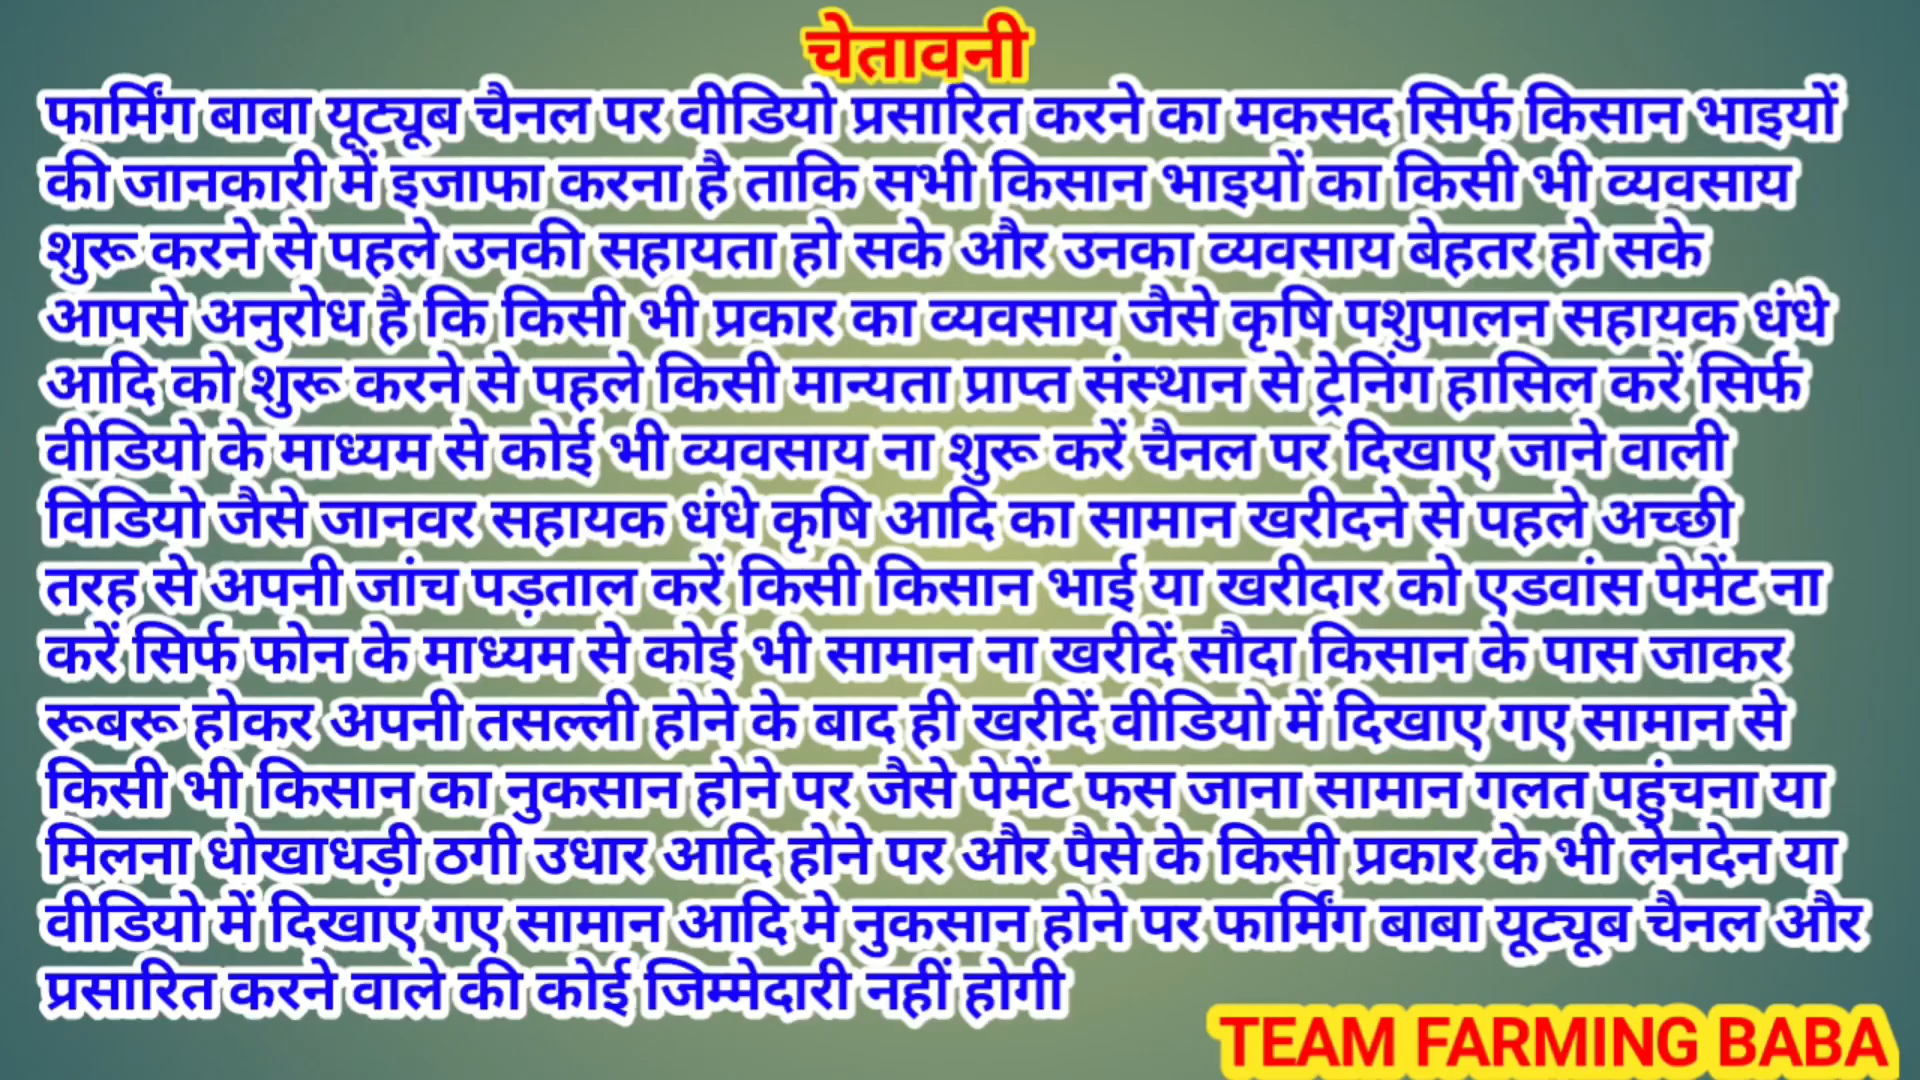 चेतावनी
फार्मिंग बाबा यूट्यूब चैनल पर वीडियो प्रसारित करने का मकसद सिर्फ किसान भाइयों
की जानकारी में इजाफा करना है ताकि सभी किसान भाइयों का किसी भी व्यवसाय
शुरू करने से पहले उनकी सहायता हो सके और उनका व्यवसाय बेहतर हो सके
आपसे अनुरोध है कि किसी भी प्रकार का व्यवसाय जैसे कृषि पशुपालन सहायक धंधे
आदि को शुरू करने से पहले किसी मान्यता प्राप्त संस्थान से ट्रेनिंग हासिल करें सिर्फ
वीडियो के माध्यम से कोई भी व्यवसाय ना शुरू करें चैनल पर दिखाए जाने वाली
विडियो जैसे जानवर सहायक धंधे कृषि आदि का सामान खरीदने से पहले अच्छी
तरह से अपनी जांच पड़ताल करें किसी किसान भाई या खरीदार को एडवांस पेमेंट ना
करें सिर्फ फोन के माध्यम से कोई भी सामान ना खरीदें सौदा किसान के पास जाकर
रूबरू होकर अपनी तसल्ली होने के बाद ही खरीदें वीडियो में दिखाए गए सामान से
किसी भी किसान का नुकसान होने पर जैसे पेमेंट फस जाना सामान गलत पहुंचना या
मिलना धोखाधड़ी ठगी उधार आदि होने पर और पैसे के किसी प्रकार के भी लेनदेन या
वीडियो में दिखाए गए सामान आदि मे नुकसान होने पर फार्मिंग बाबा यूट्यूब चैनल और
प्रसारित करने वाले की कोई जिम्मेदारी नहीं होगी
TEAM FARMING BABA